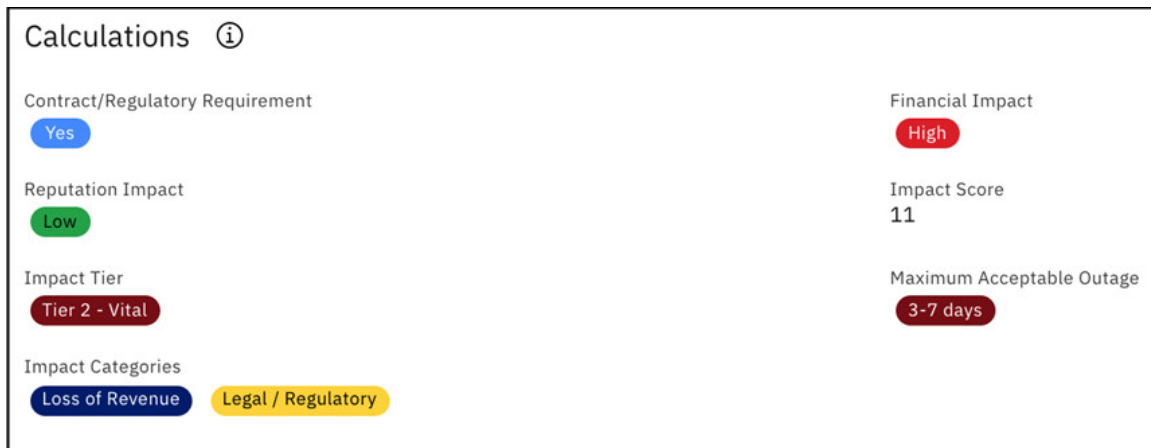 Calculations
Contract/Regulatory Requirement
Financial Impact
Yes
High
Reputation Impact
Impact Score
Low
11
Impact Tier
Maximum Acceptable Outage
Tier 2 - Vital
3-7 days
Impact Categories
Loss of Revenue
Legal / Regulatory